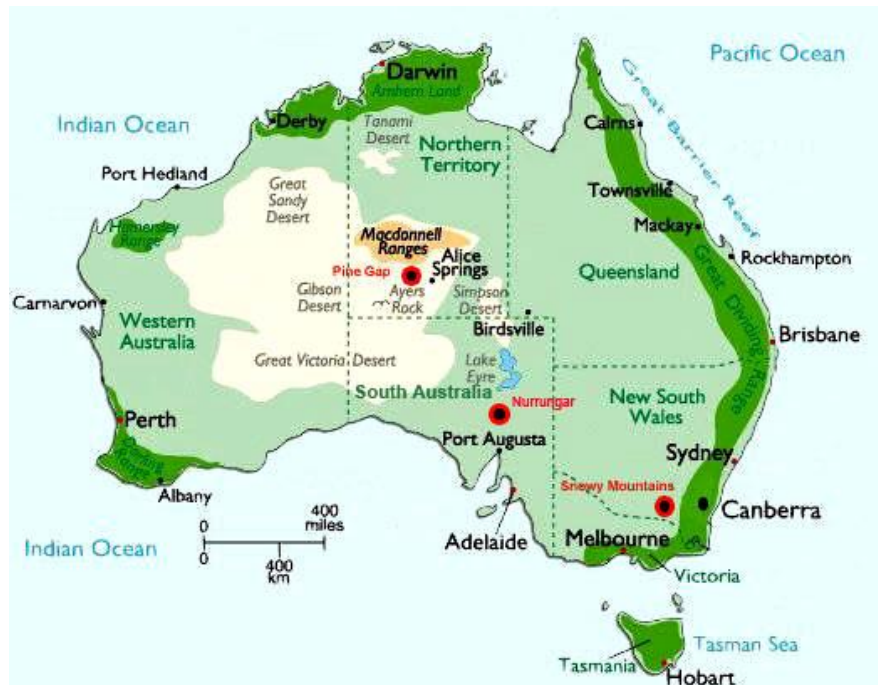 Pacific Ocean
Darwin
Arnhem Land
Great Barrier Reef
Indian Ocean
Derby
Tanami
Desert
Cairns
Northern
Territory
Port Hedland
Great
Sandy
Desert
Townsville
Hamersley
Range
Mackay
Macdonnell
Ranges
Alice
Springs
Rockhampton
Pine Gap
Queensland
Great Dividing Range
Gibson
Desert
Ayers
Rock
Simpson
Desert
Carnarvon
Western
Australia
Birdsville
Brisbane
Great Victoria Desert
Lake
Eyre
South Australia
Nurrungar
New South
Wales
Perth
Darling
Range
Port Augusta
Sydney
Snowy Mountains
Albany
0
400
miles
Canberra
Indian Ocean
0
400
km
Adelaide
Melbourne
Victoria
Tasman Sea
Tasmania
Hobart